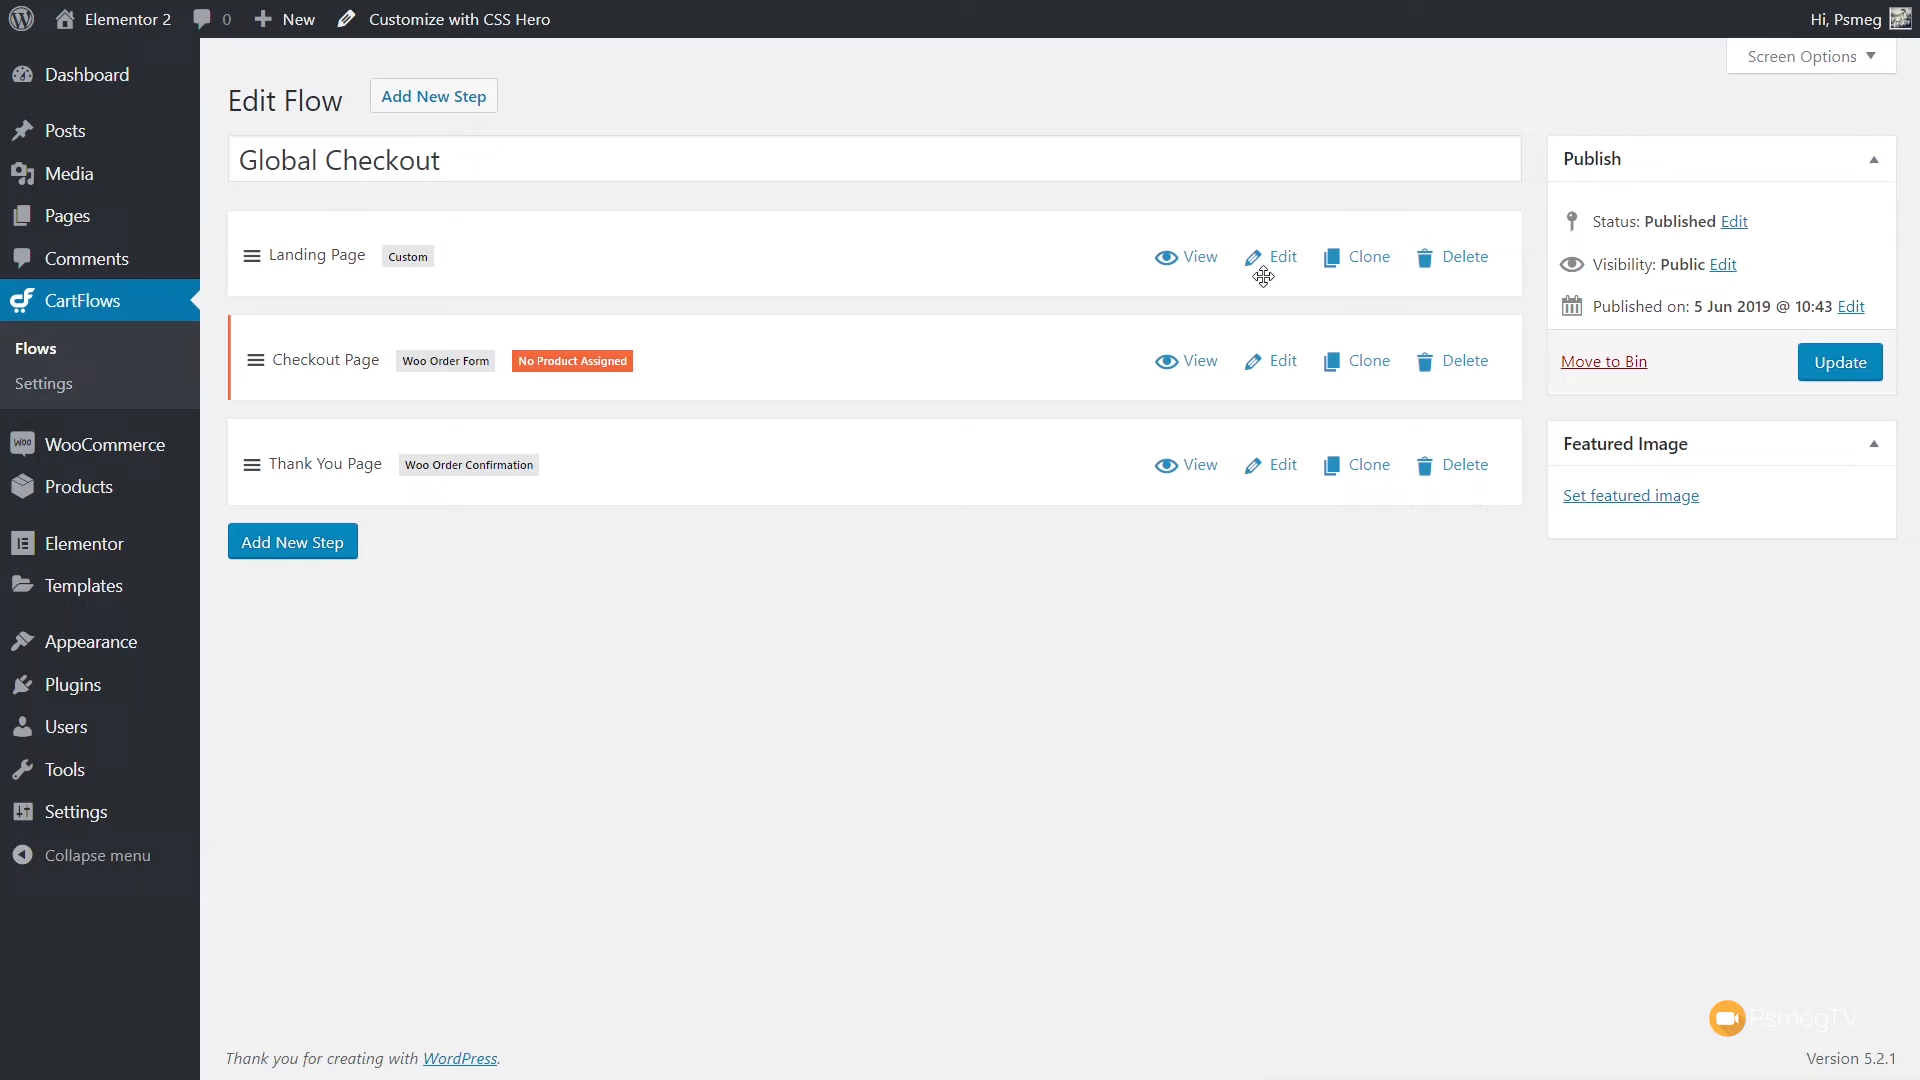 Elementor 2 0 New Customize with CSS Hero Hi, Psmeg
Screen Options
Dashboard
Posts
Media
Pages
Comments
CartFlows
Flows
Settings
WooCommerce
Products
Elementor
Templates
Appearance
Plugins
Users
Tools
Settings
Collapse menu
Edit Flow Add New Step
Global Checkout
Landing Page Custom View Edit Clone Delete
Checkout Page Woo Order Form No Product Assigned View Edit Clone Delete
Thank You Page Woo Order Confirmation View Edit Clone Delete
Add New Step
Publish
Status: Published Edit
Visibility: Public Edit
Published on: 5 Jun 2019 @ 10:43 Edit
Move to Bin Update
Featured Image
Set featured image
PsmegTV
Thank you for creating with WordPress.
Version 5.2.1